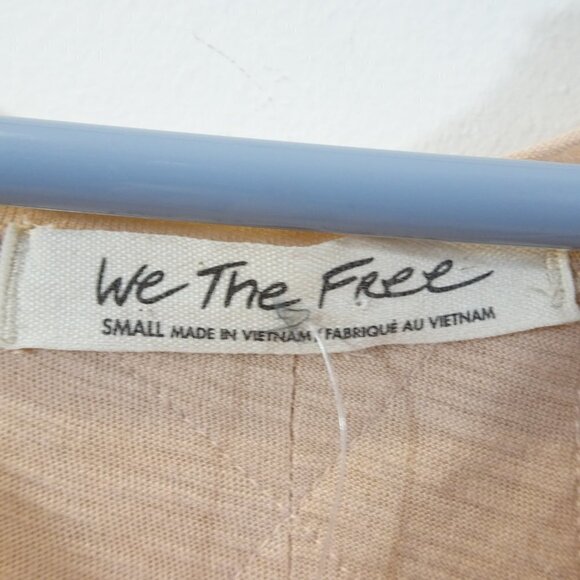 We The Free
SMALL MADE IN VIETNAM / FABRIQUÉ AU VIETNAM